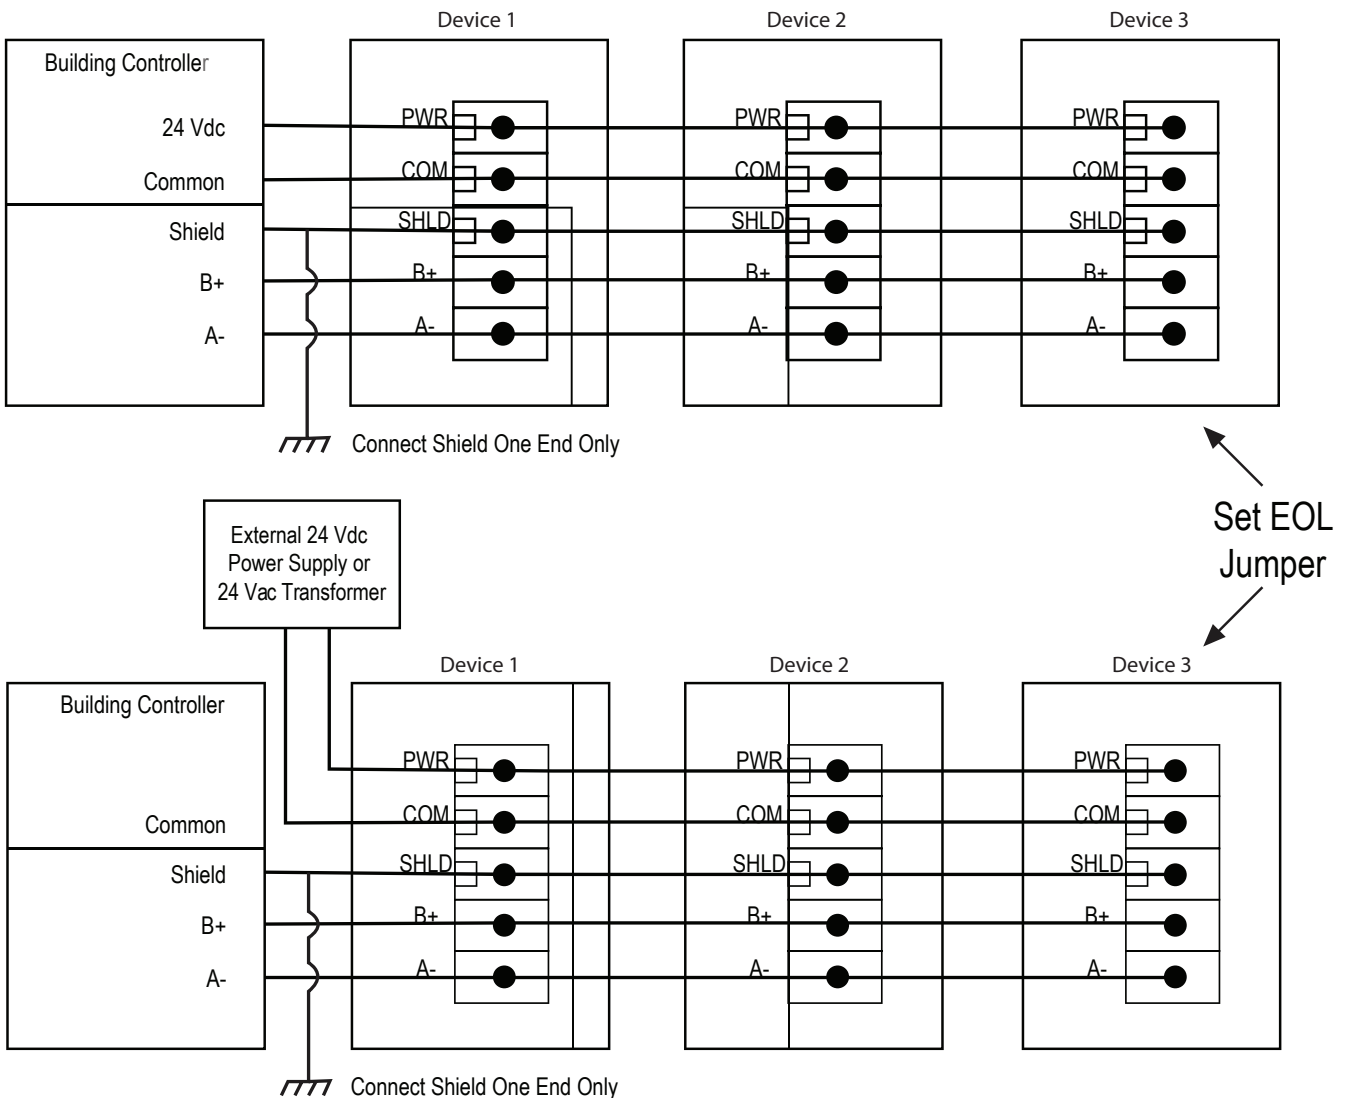 Device 1
Device 2
Device 3
Building Controller
24 Vdc
Common
Shield
B+
A-
PWR
COM
SHLD
B+
A-
PWR
COM
SHLD
B+
A-
PWR
COM
SHLD
B+
A-
Connect Shield One End Only
Set EOL
Jumper
External 24 Vdc
Power Supply or
24 Vac Transformer
Device 1
Device 2
Device 3
Building Controller
Common
Shield
B+
A-
PWR
COM
SHLD
B+
A-
PWR
COM
SHLD
B+
A-
PWR
COM
SHLD
B+
A-
Connect Shield One End Only